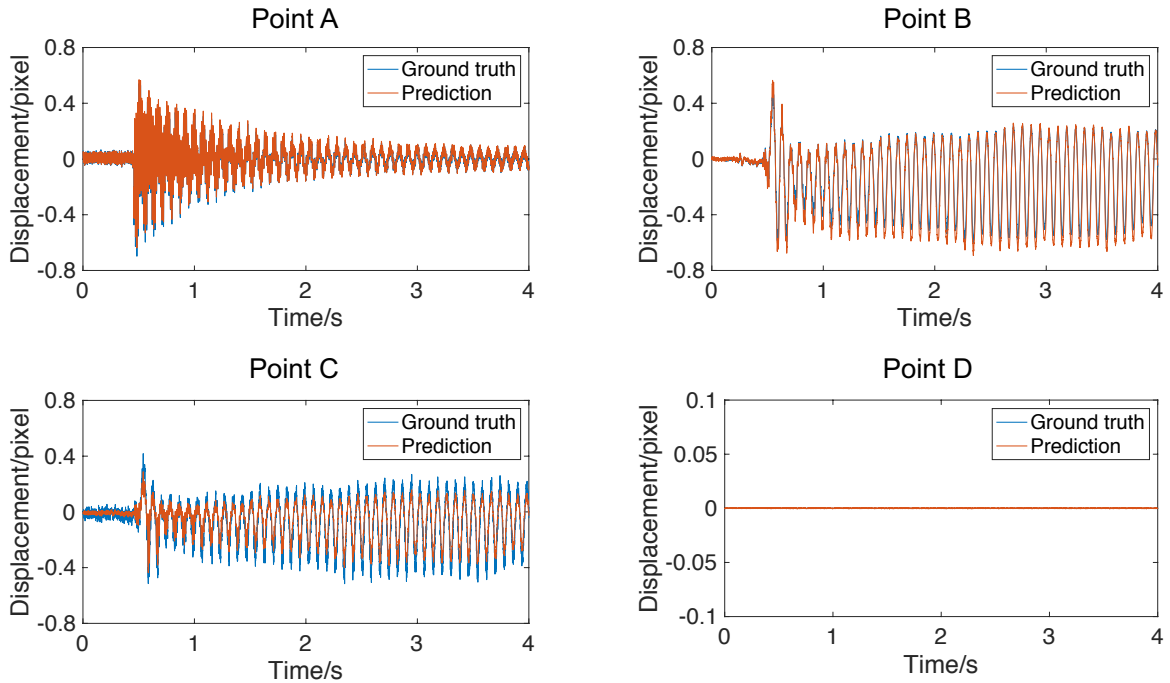 Point A
0.8
0.4
0
-0.4
-0.8
Displacement/pixel
Ground truth
Prediction
0 1 2 3 4
Time/s
Point B
0.8
0.4
0
-0.4
-0.8
Displacement/pixel
Ground truth
Prediction
0 1 2 3 4
Time/s
Point C
0.8
0.4
0
-0.4
-0.8
Displacement/pixel
Ground truth
Prediction
0 1 2 3 4
Time/s
Point D
0.1
0.05
0
-0.05
-0.1
Displacement/pixel
Ground truth
Prediction
0 1 2 3 4
Time/s